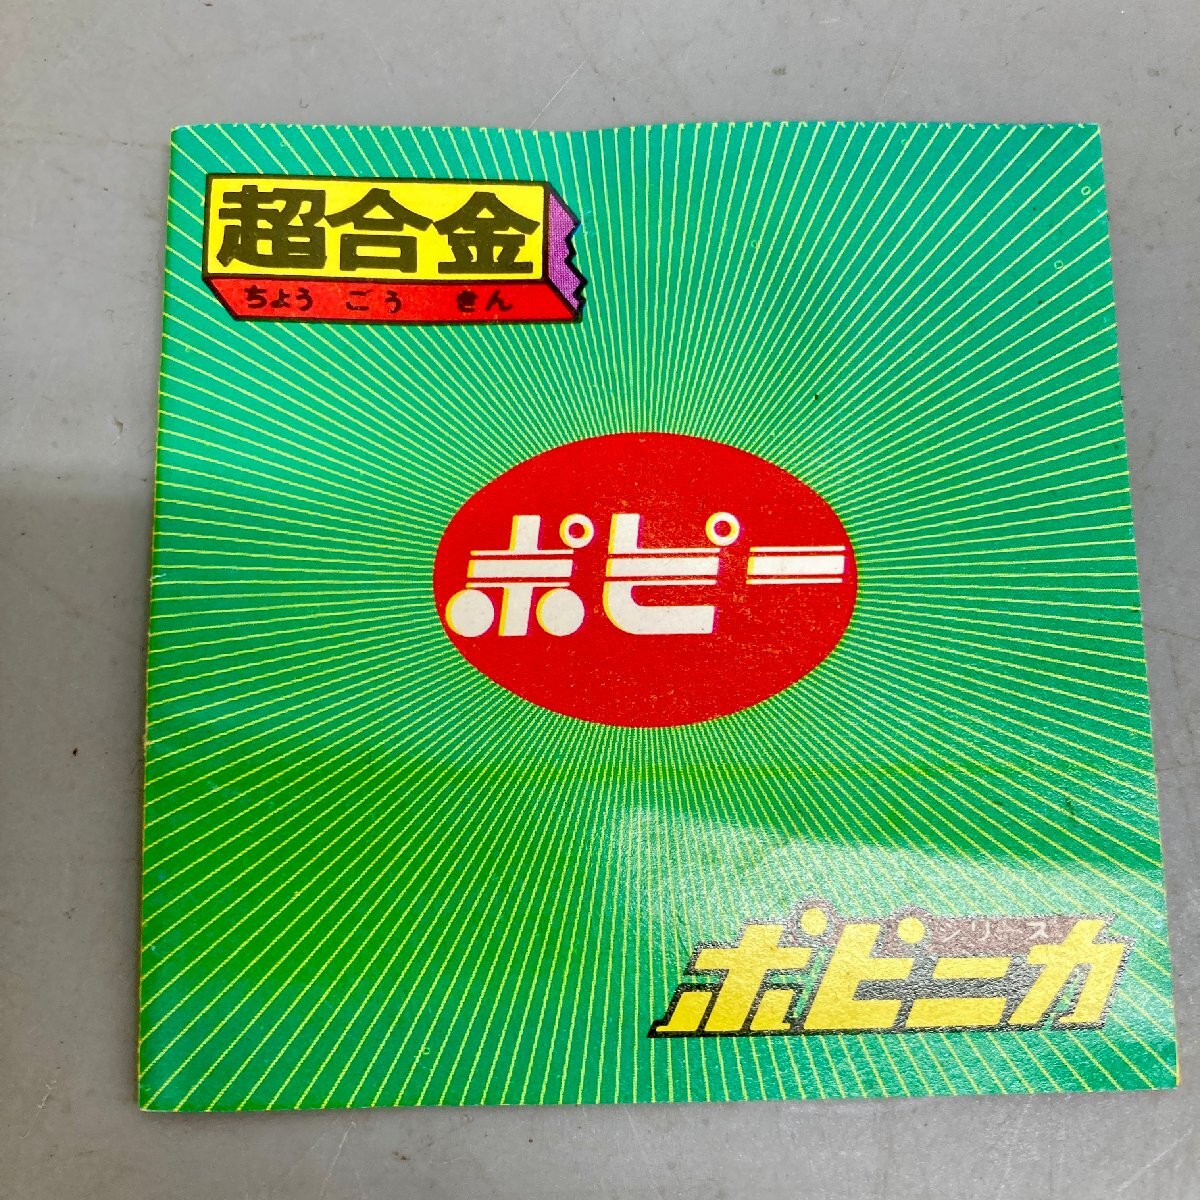 超合金
ちょう ごう きん
ポピー
シリーズ
ポピニカ